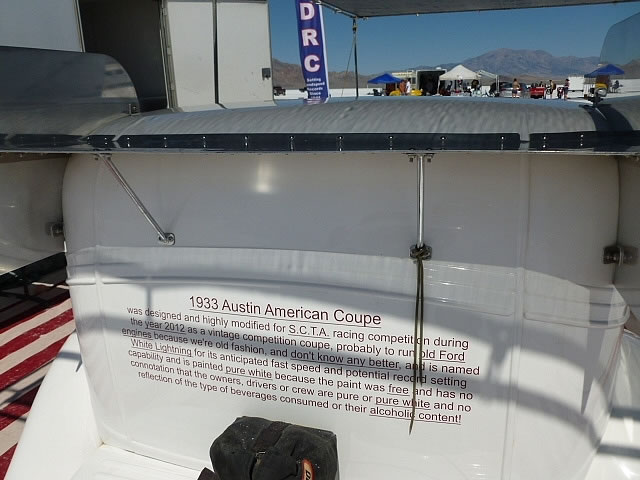 DRC
1933 Austin American Coupe
was designed and highly modified for S.C.T.A. racing competition during
the year 2012 as a vintage competition coupe, probably to run old Ford
engines because we're old fashion, and don't know any better, and is named
White Lightning for its anticipated fast speed and potential record setting
capability and is painted pure white because the paint was free and has no
connotation that the owners, drivers or crew are pure or pure white and no
reflection of the type of beverages consumed or their alcoholic content!